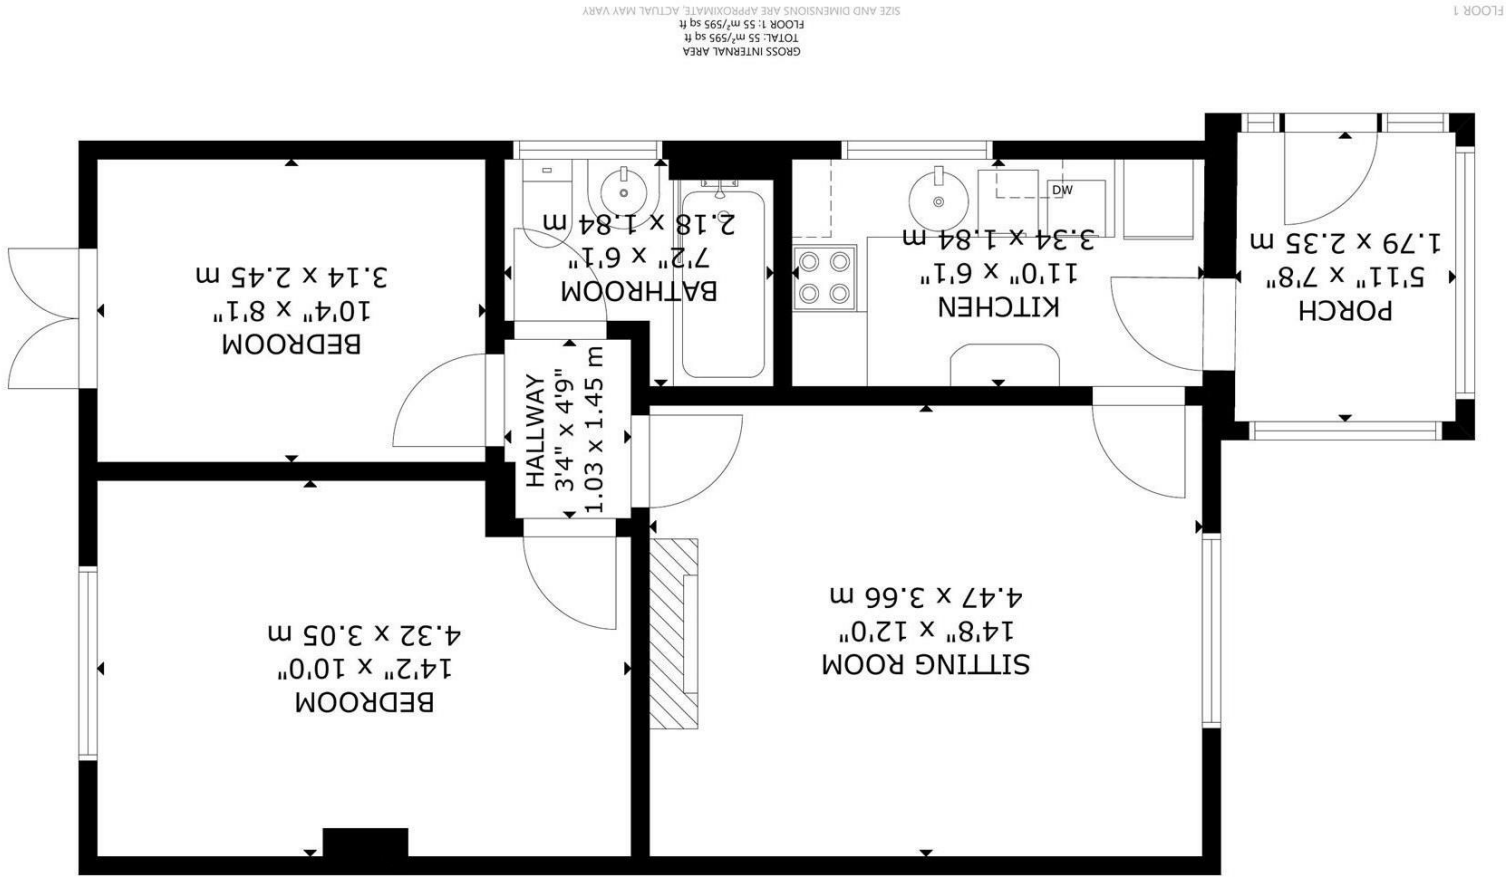 BEDROOM
14'2" x 10'0"
4.32 x 3.05 m
SITTING ROOM
14'8" x 12'0"
4.47 x 3.66 m
HALLWAY
3'4" x 4'9"
1.03 x 1.45 m
BEDROOM
10'4" x 8'1"
3.14 x 2.45 m
BATHROOM
7'2" x 6'1"
2.18 x 1.84 m
KITCHEN
11'0" x 6'1"
3.34 x 1.84 m
DW
PORCH
5'11" x 7'8"
1.79 x 2.35 m
GROSS INTERNAL AREA
TOTAL: 55 m²/595 sq ft
FLOOR 1: 55 m²/595 sq ft
SIZE AND DIMENSIONS ARE APPROXIMATE, ACTUAL MAY VARY
FLOOR 1